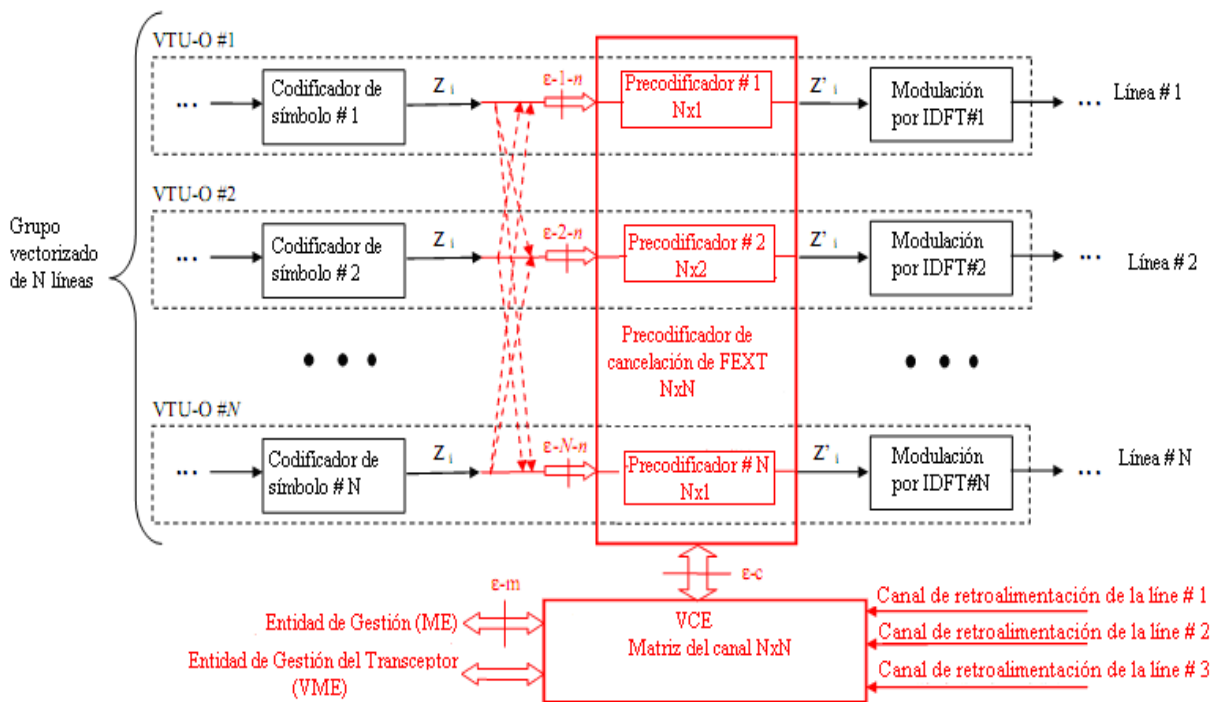 VTU-O #1
... Codificador de símbolo # 1
Z i
ε-1-n
Precodificador # 1
Nx1
Z' i
Modulación por IDFT#1
... Línea # 1
VTU-O #2
Grupo vectorizado de N líneas
... Codificador de símbolo # 2
Z i
ε-2-n
Precodificador # 2
Nx2
Z' i
Modulación por IDFT#2
... Línea # 2
Precodificador de
cancelación de FEXT
NxN
VTU-O #N
... Codificador de símbolo # N
Z i
ε-N-n
Precodificador # N
Nx1
Z' i
Modulación por IDFT#N
... Línea # N
ε-c
ε-m
Entidad de Gestión (ME)
Entidad de Gestión del Transceptor
(VME)
VCE
Matriz del canal NxN
Canal de retroalimentación de la líne # 1
Canal de retroalimentación de la líne # 2
Canal de retroalimentación de la líne # 3